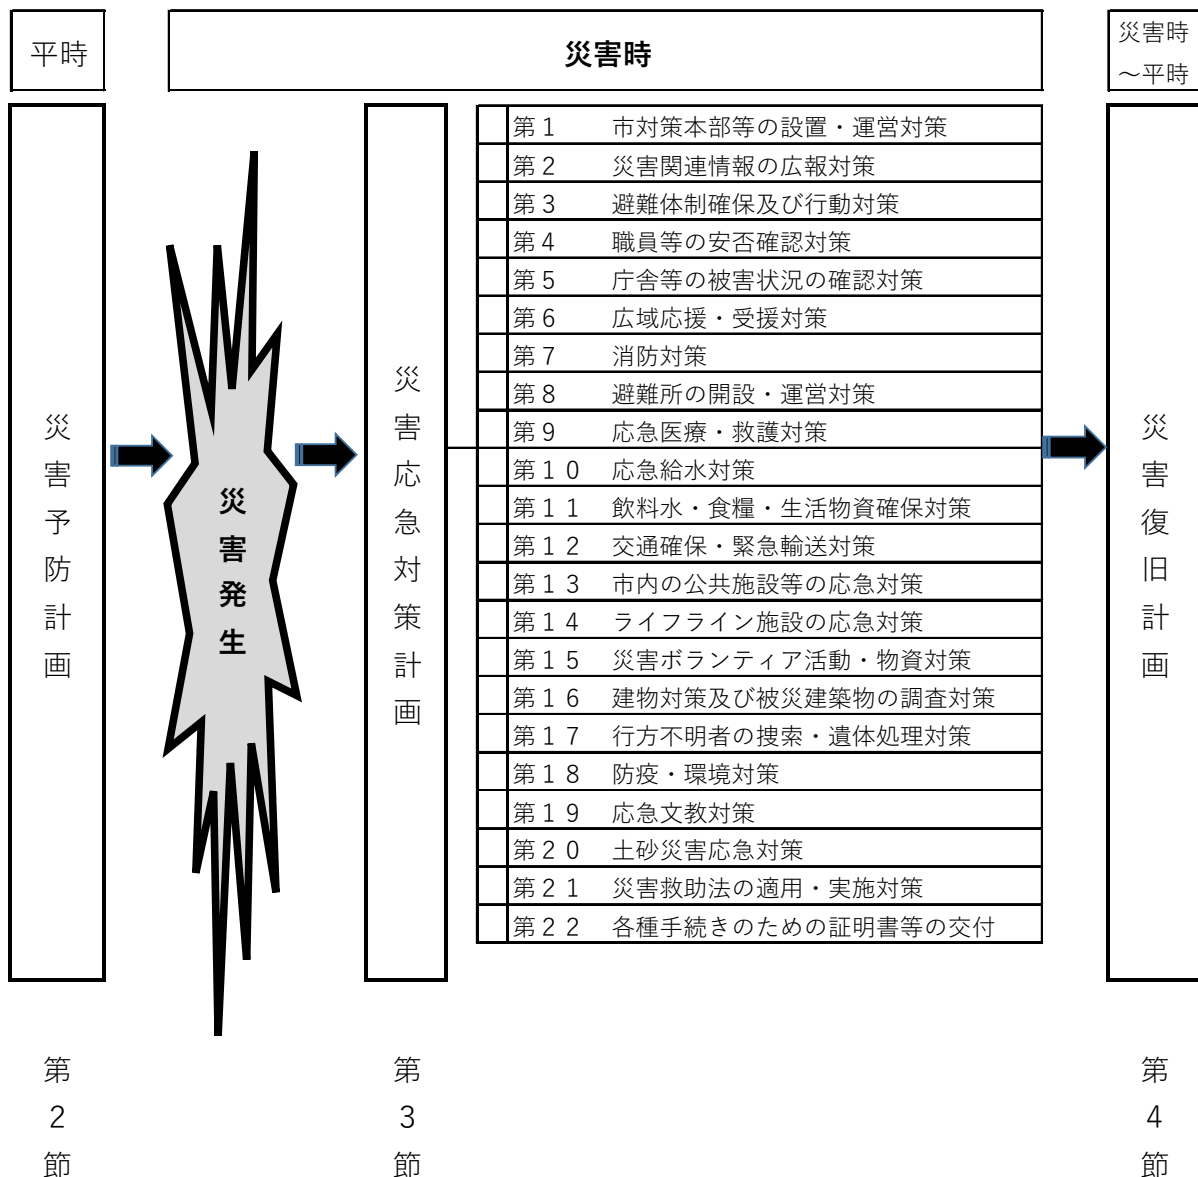 平時
災害時
災害時
～平時
災害予防計画
災害発生
災害応急対策計画
第１　市対策本部等の設置・運営対策
第２　災害関連情報の広報対策
第３　避難体制確保及び行動対策
第４　職員等の安否確認対策
第５　庁舎等の被害状況の確認対策
第６　広域応援・受援対策
第７　消防対策
第８　避難所の開設・運営対策
第９　応急医療・救護対策
第１０　応急給水対策
第１１　飲料水・食糧・生活物資確保対策
第１２　交通確保・緊急輸送対策
第１３　市内の公共施設等の応急対策
第１４　ライフライン施設の応急対策
第１５　災害ボランティア活動・物資対策
第１６　建物対策及び被災建築物の調査対策
第１７　行方不明者の捜索・遺体処理対策
第１８　防疫・環境対策
第１９　応急文教対策
第２０　土砂災害応急対策
第２１　災害救助法の適用・実施対策
第２２　各種手続きのための証明書等の交付
災害復旧計画
第2節
第3節
第4節